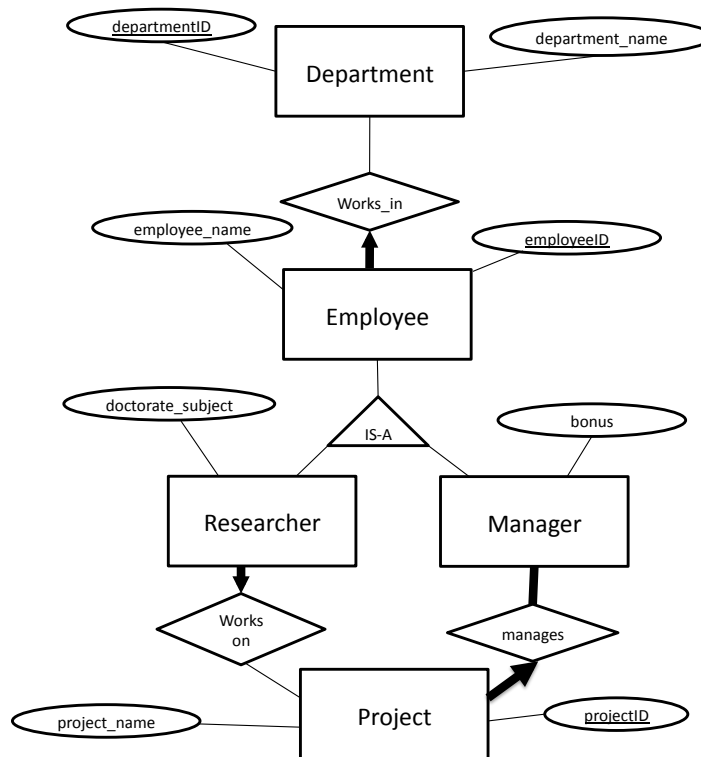 departmentID
department_name
Department
Works_in
employee_name
employeeID
Employee
doctorate_subject
IS-A
bonus
Researcher
Manager
Works
on
manages
project_name
Project
projectID